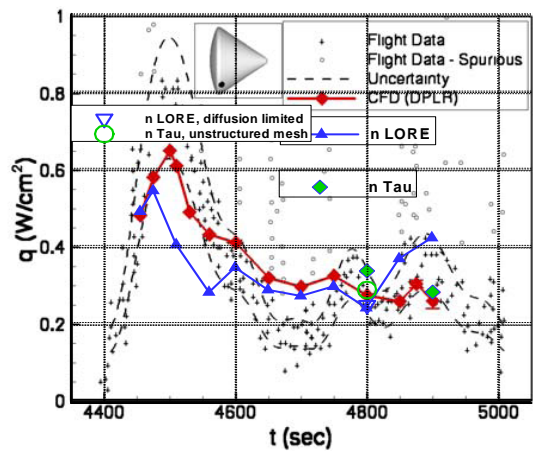 1
Flight Data
Flight Data - Spurious
Uncertainty
CFD (DPLR)
0.8
n LORE, diffusion limited
n Tau, unstructured mesh
n LORE
0.6
n Tau
q (W/cm²)
0.4
0.2
0
4400
4600
4800
5000
t (sec)